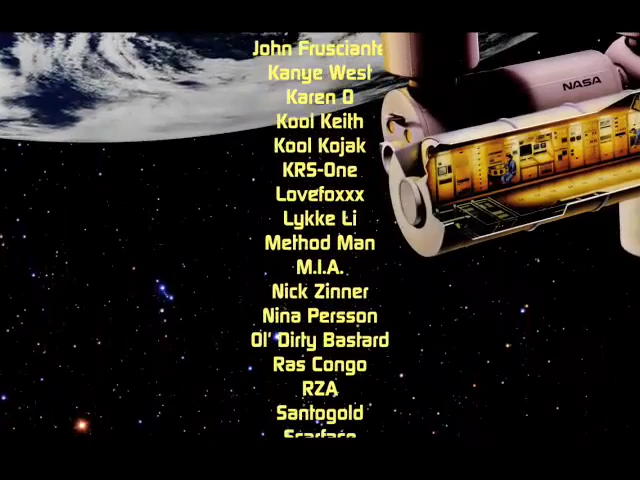 John Frusciante
NASA
Kanye West
Karen O
Kool Keith
Kool Kojak
KRS-One
Lovefoxxx
Lykke Li
Method Man
M.I.A.
Nick Zinner
Nina Persson
Ol' Dirty Bastard
Ras Congo
RZA
Santogold
Scarface